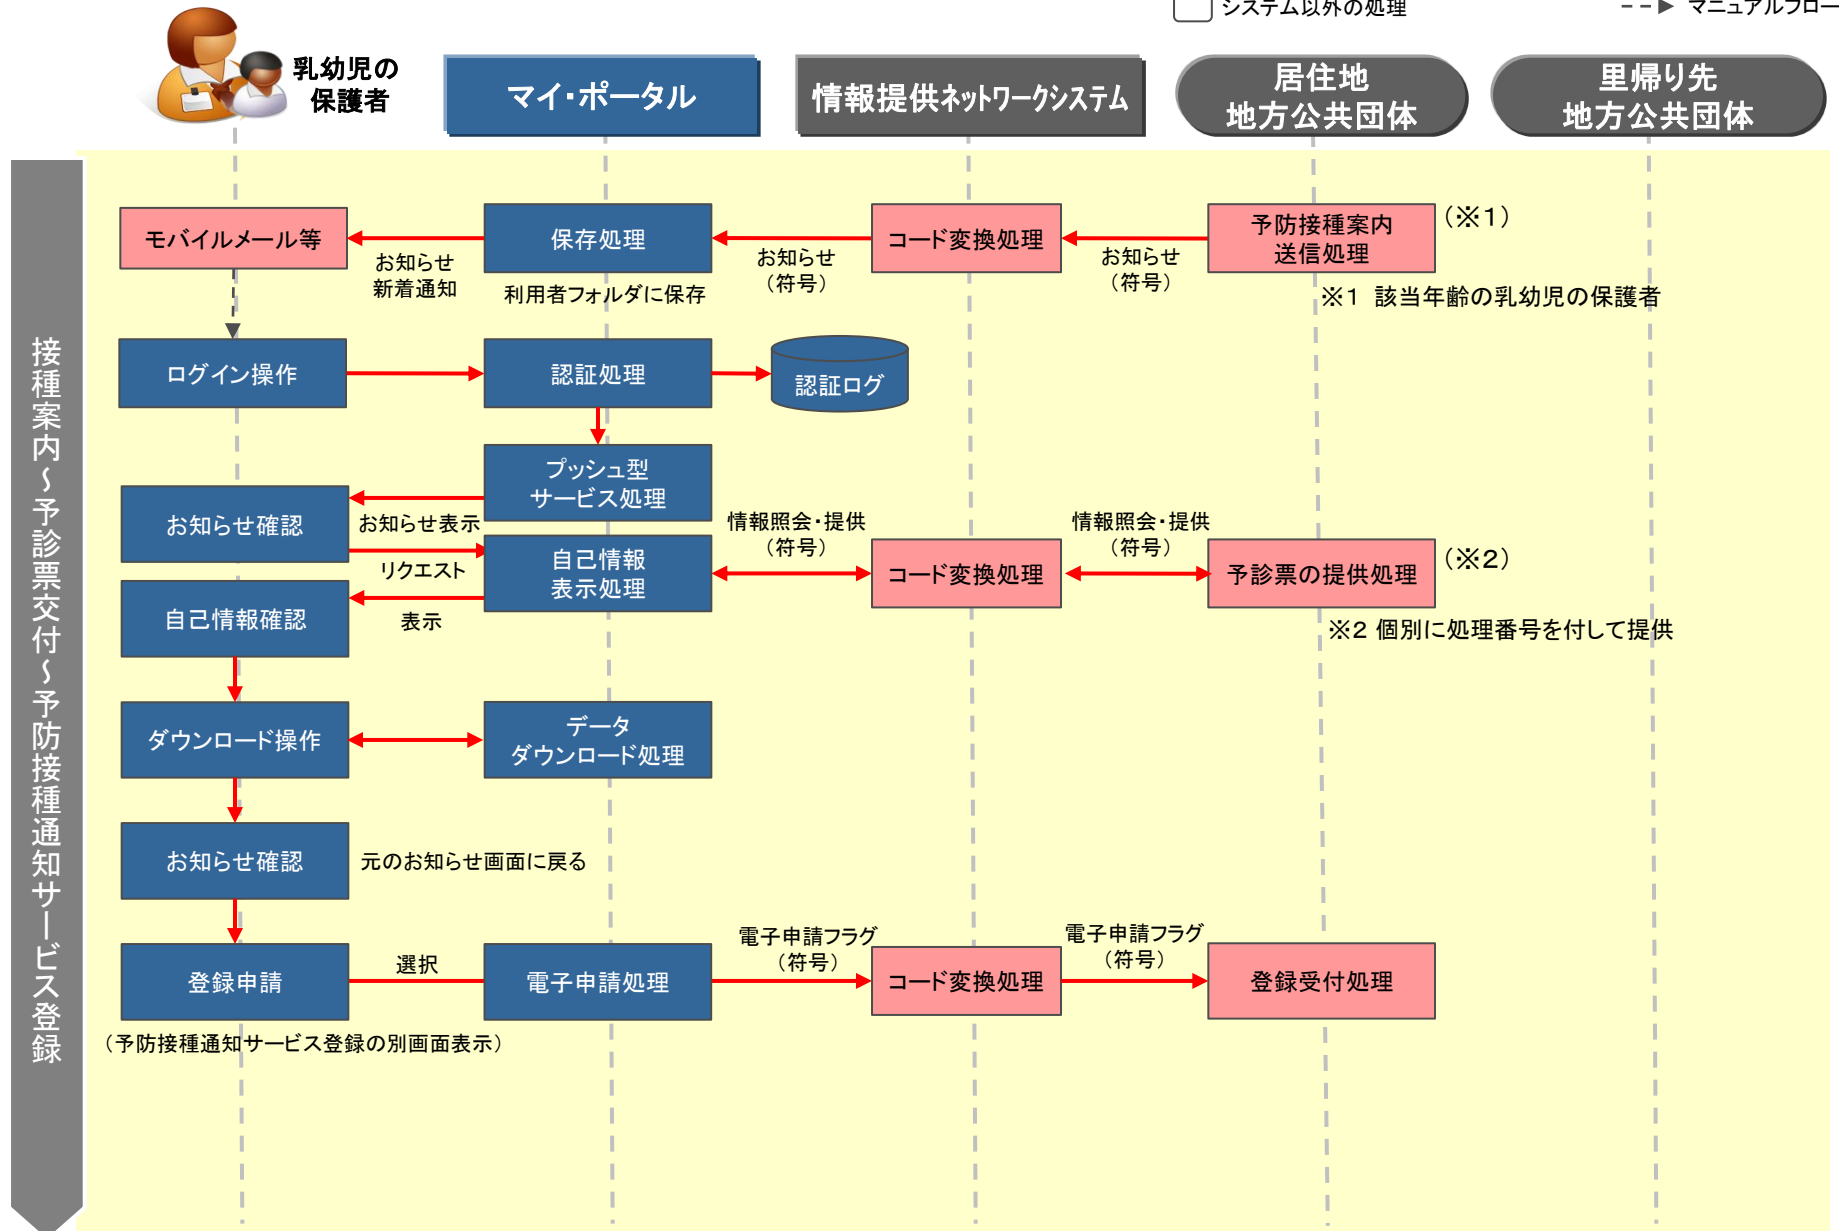 システム以外の処理
マニュアルフロー
乳幼児の
保護者
マイ・ポータル
情報提供ネットワークシステム
居住地
地方公共団体
里帰り先
地方公共団体
接種案内～予診票交付～予防接種通知サービス登録
モバイルメール等
お知らせ
新着通知
保存処理
利用者フォルダに保存
お知らせ
（符号）
コード変換処理
お知らせ
（符号）
予防接種案内
送信処理
（※１）
※１ 該当年齢の乳幼児の保護者
ログイン操作
認証処理
認証ログ
プッシュ型
サービス処理
お知らせ確認
お知らせ表示
リクエスト
自己情報
表示処理
情報照会・提供
（符号）
コード変換処理
情報照会・提供
（符号）
予診票の提供処理
（※２）
※２ 個別に処理番号を付して提供
自己情報確認
表示
ダウンロード操作
データ
ダウンロード処理
お知らせ確認
元のお知らせ画面に戻る
登録申請
選択
電子申請処理
電子申請フラグ
（符号）
コード変換処理
電子申請フラグ
（符号）
登録受付処理
（予防接種通知サービス登録の別画面表示）